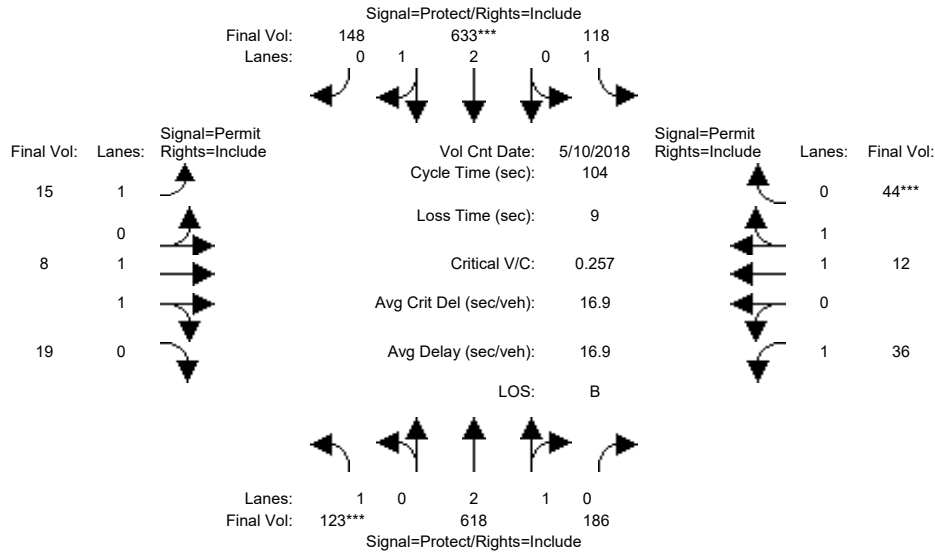 Signal=Protect/Rights=Include
Final Vol: 148 633*** 118
Lanes: 0 1 2 0 1
Signal=Permit Signal=Permit
Final Vol: Lanes: Rights=Include Vol Cnt Date: 5/10/2018 Rights=Include Lanes: Final Vol:
Cycle Time (sec): 104
15 1 0 44***
Loss Time (sec): 9
0 1
8 1 Critical V/C: 0.257 1 12
1 Avg Crit Del (sec/veh): 16.9 0
19 0 Avg Delay (sec/veh): 16.9 1 36
LOS: B
Lanes: 1 0 2 1 0
Final Vol: 123*** 618 186
Signal=Protect/Rights=Include